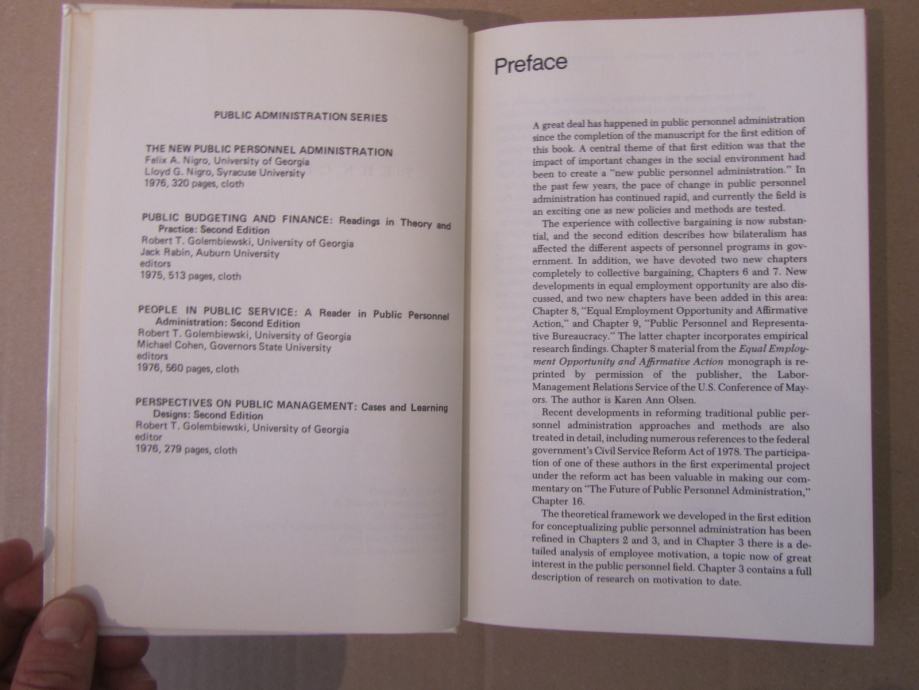 PUBLIC ADMINISTRATION SERIES
THE NEW PUBLIC PERSONNEL ADMINISTRATION
Felix A. Nigro, University of Georgia
Lloyd G. Nigro, Syracuse University
1976, 320 pages, cloth
PUBLIC BUDGETING AND FINANCE: Readings in Theory and
Practice: Second Edition
Robert T. Golembiewski, University of Georgia
Jack Rabin, Auburn University
editors
1975, 513 pages, cloth
PEOPLE IN PUBLIC SERVICE: A Reader in Public Personnel
Administration: Second Edition
Robert T. Golembiewski, University of Georgia
Michael Cohen, Governors State University
editors
1976, 560 pages, cloth
PERSPECTIVES ON PUBLIC MANAGEMENT: Cases and Learning
Designs: Second Edition
Robert T. Golembiewski, University of Georgia
editor
1976, 279 pages, cloth
Preface
A great deal has happened in public personnel administration
since the completion of the manuscript for the first edition of
this book. A central theme of that first edition was that the
impact of important changes in the social environment had
been to create a "new public personnel administration." In
the past few years, the pace of change in public personnel
administration has continued rapid, and currently the field is
an exciting one as new policies and methods are tested.
The experience with collective bargaining is now substan-
tial, and the second edition describes how bilateralism has
affected the different aspects of personnel programs in gov-
ernment. In addition, we have devoted two new chapters
completely to collective bargaining, Chapters 6 and 7. New
developments in equal employment opportunity are also dis-
cussed, and two new chapters have been added in this area:
Chapter 8, "Equal Employment Opportunity and Affirmative
Action," and Chapter 9, "Public Personnel and Representa-
tive Bureaucracy." The latter chapter incorporates empirical
research findings. Chapter 8 material from the Equal Employ-
ment Opportunity and Affirmative Action monograph is re-
printed by permission of the publisher, the Labor-
Management Relations Service of the U.S. Conference of May-
ors. The author is Karen Ann Olsen.
Recent developments in reforming traditional public per-
sonnel administration approaches and methods are also
treated in detail, including numerous references to the federal
government's Civil Service Reform Act of 1978. The participa-
tion of one of these authors in the first experimental project
under the reform act has been valuable in making our com-
mentary on "The Future of Public Personnel Administration,"
Chapter 16.
The theoretical framework we developed in the first edition
for conceptualizing public personnel administration has been
refined in Chapters 2 and 3, and in Chapter 3 there is a de-
tailed analysis of employee motivation, a topic now of great
interest in the public personnel field. Chapter 3 contains a full
description of research on motivation to date.